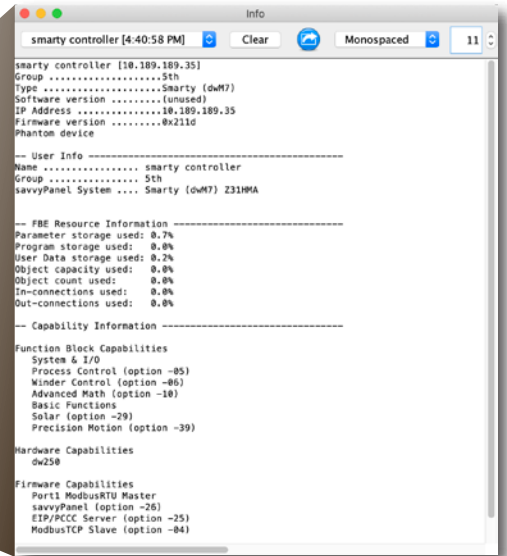 Info
smarty controller [4:40:58 PM] Clear Monospaced 11
smarty controller [10.189.189.35]
Group .....................5th
Type ......................Smarty (dwM7)
Software version .........(unused)
IP Address ...............10.189.189.35
Firmware version .........0x211d
Phantom device
-- User Info ----------------------------------------
Name ................. smarty controller
Group ................ 5th
savvyPanel System .... Smarty (dwM7) Z31HMA
-- FBE Resource Information --------------------------
Parameter storage used: 0.7%
Program storage used:   0.0%
User Data storage used: 0.2%
Object capacity used:   0.0%
Object count used:      0.0%
In-connections used:    0.0%
Out-connections used:   0.0%
-- Capability Information ----------------------------
Function Block Capabilities
System & I/O
Process Control (option -05)
Winder Control (option -06)
Advanced Math (option -10)
Basic Functions
Solar (option -29)
Precision Motion (option -39)
Hardware Capabilities
dw250
Firmware Capabilities
Port1 ModbusRTU Master
savvyPanel (option -26)
EIP/PCCC Server (option -25)
ModbusTCP Slave (option -04)